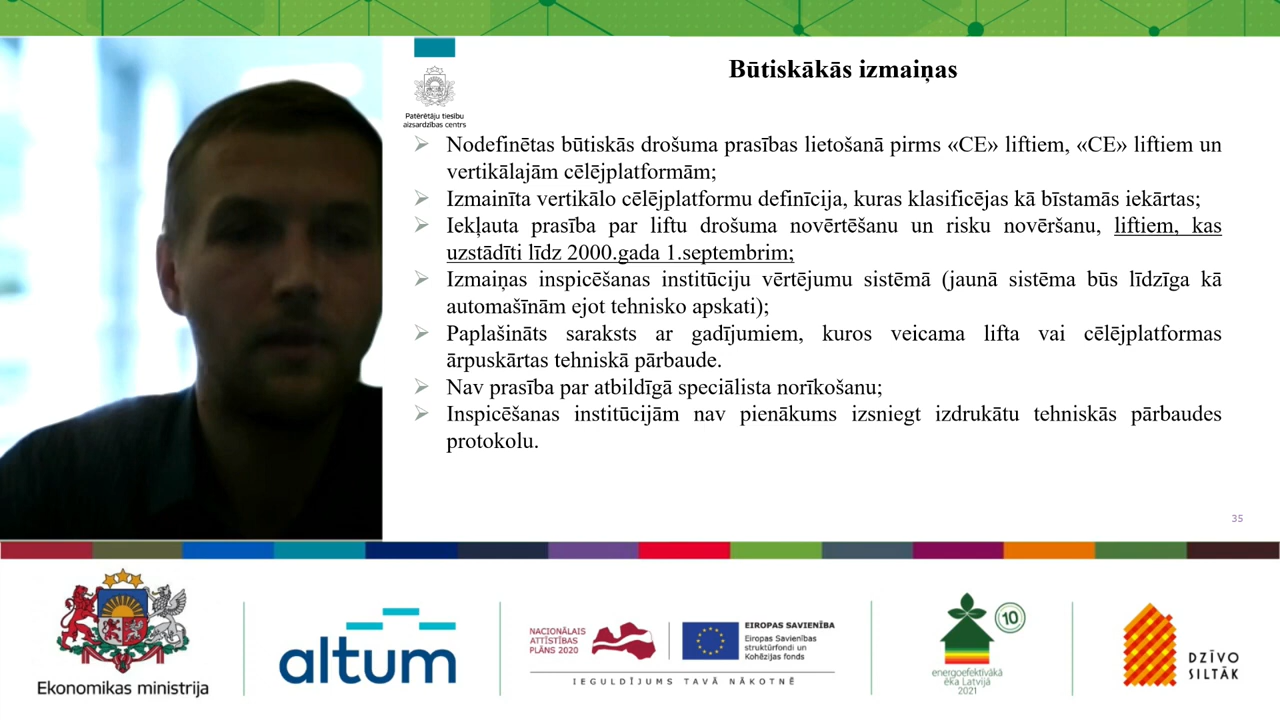 Būtiskākās izmaiņas
Patērētāju tiesību
aizsardzības centrs
Nodefinētas būtiskās drošuma prasības lietošanā pirms «CE» liftiem, «CE» liftiem un
vertikālajām cēlējplatformām;
Izmainīta vertikālo cēlējplatformu definīcija, kuras klasificējas kā bīstamās iekārtas;
Iekļauta prasība par liftu drošuma novērtēšanu un risku novēršanu, liftiem, kas
uzstādīti līdz 2000.gada 1.septembrim;
Izmaiņas inspicēšanas institūciju vērtējumu sistēmā (jaunā sistēma būs līdzīga kā
automašīnām ejot tehnisko apskati);
Paplašināts saraksts ar gadījumiem, kuros veicama lifta vai cēlējplatformas
ārpuskārtas tehniskā pārbaude.
Nav prasība par atbildīgā speciālista norīkošanu;
Inspicēšanas institūcijām nav pienākums izsniegt izdrukātu tehniskās pārbaudes
protokolu.
35
Ekonomikas ministrija
altum
NACIONĀLAIS
ATTĪSTĪBAS
PLĀNS 2020
EIROPAS SAVIENĪBA
Eiropas Savienības
struktūrfondi un
Kohēzijas fonds
IEGULDĪJUMS TAVĀ NĀKOTNĒ
10
energoefektīvākā
ēka Latvijā
2021
DZĪVO
SILTĀK